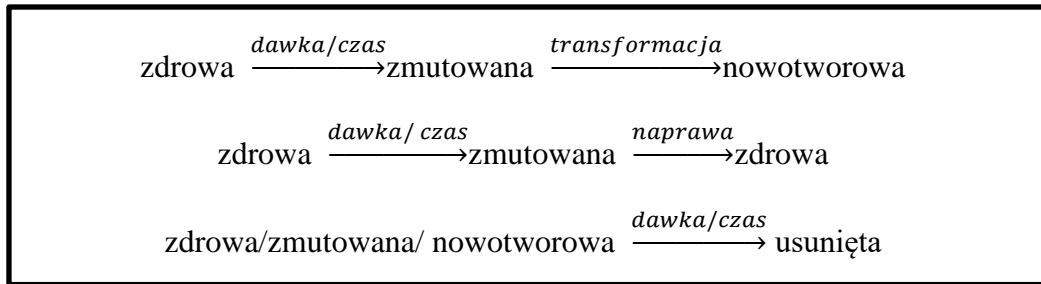 zdrowa dawka/czas zmutowana transformacja nowotworowa
zdrowa dawka/ czas zmutowana naprawa zdrowa
zdrowa/zmutowana/ nowotworowa dawka/czas usunięta